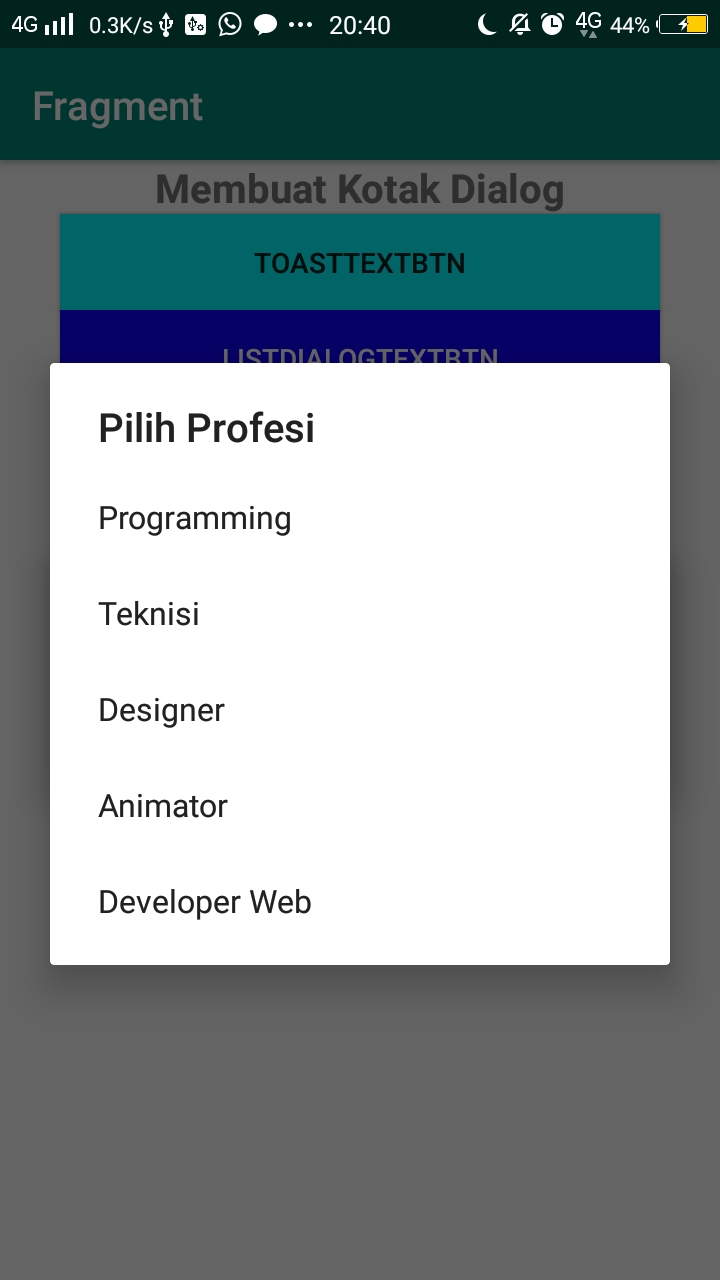 4G 0.3K/s 20:40 4G 44%
Fragment
Membuat Kotak Dialog
TOASTTEXTBTN
LISTDIALOGTEXTBTN
Pilih Profesi
Programming
Teknisi
Designer
Animator
Developer Web